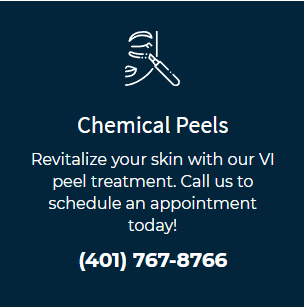 Chemical Peels
Revitalize your skin with our VI
peel treatment. Call us to
schedule an appointment
today!
(401) 767-8766